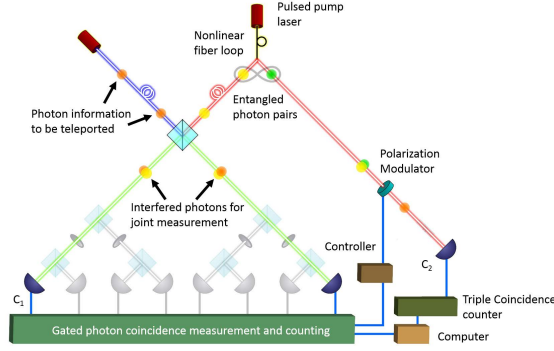 Pulsed pump
laser
Nonlinear
fiber loop
Entangled
photon pairs
Photon information
to be teleported
Polarization
Modulator
Interfered photons for
joint measurement
Controller
C2
C1
Triple Coincidence
counter
Gated photon coincidence measurement and counting
Computer